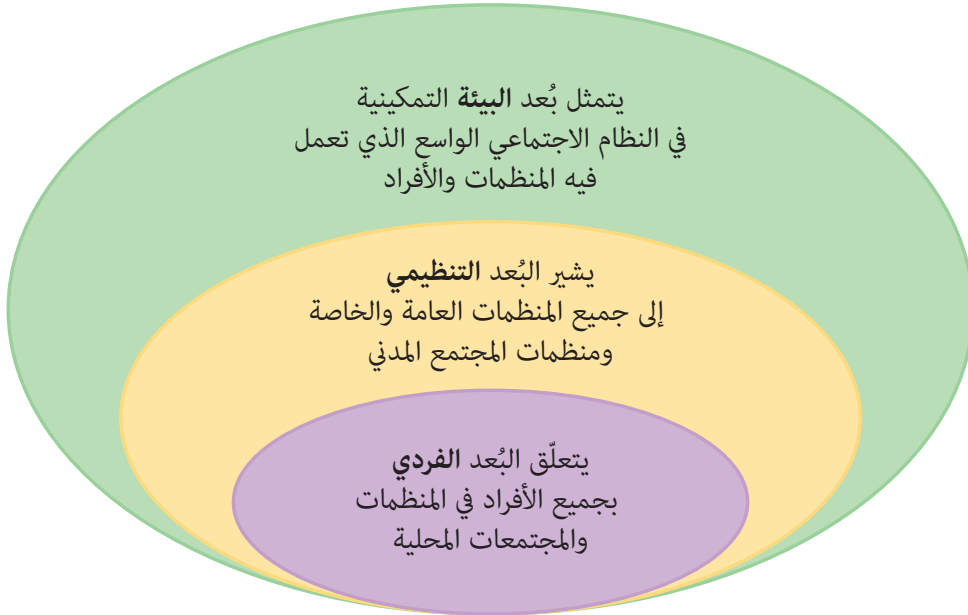 يتمثل بُعد البيئة التمكينية
في النظام الاجتماعي الواسع الذي تعمل
فيه المنظمات والأفراد
يشير البُعد التنظيمي
إلى جميع المنظمات العامة والخاصة
ومنظمات المجتمع المدني
يتعلّق البُعد الفردي
بجميع الأفراد في المنظمات
والمجتمعات المحلية